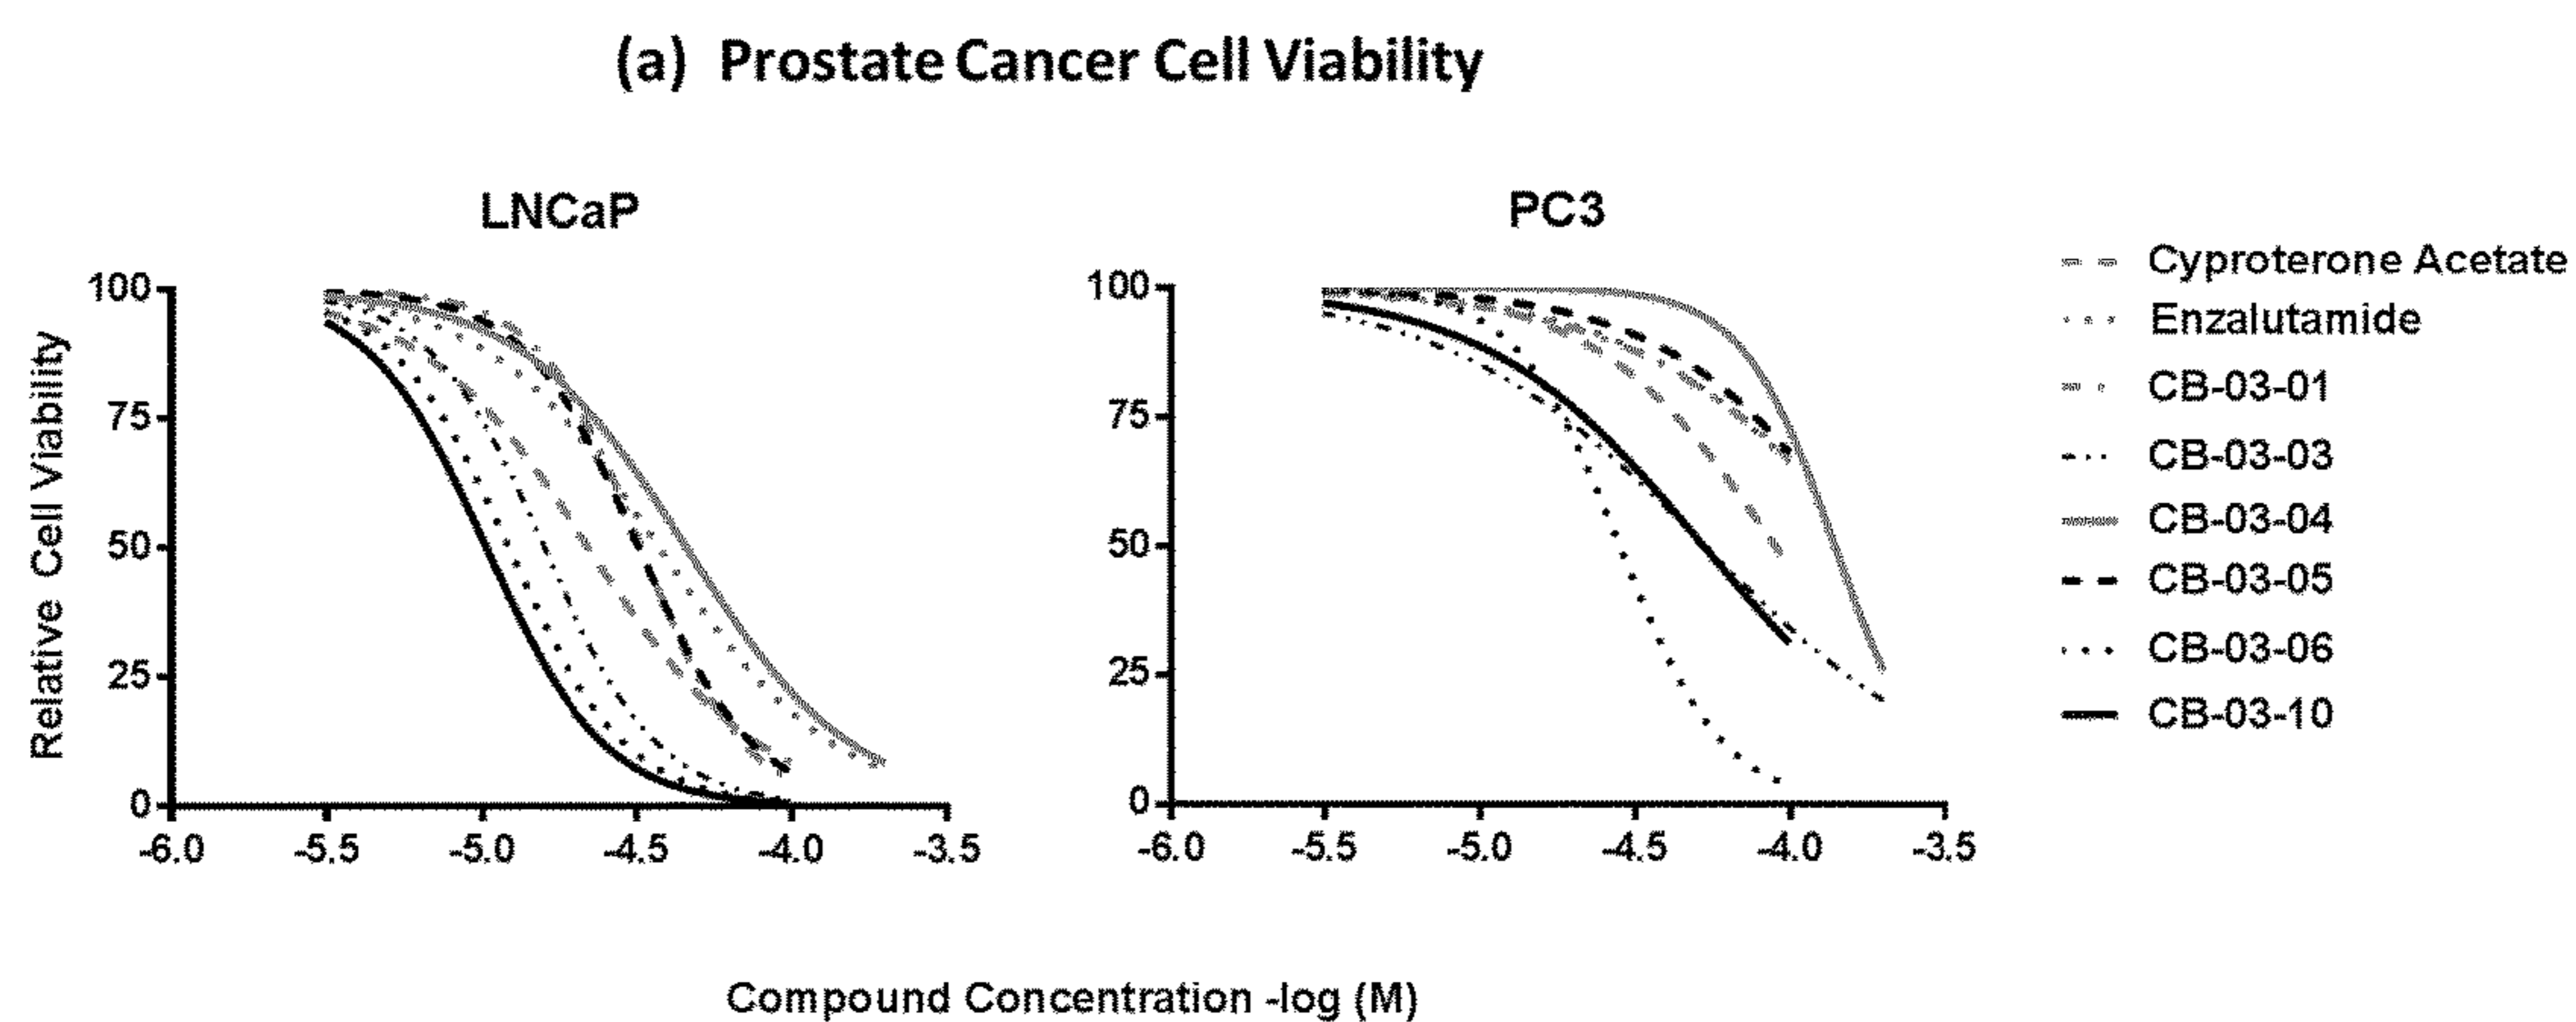 (a) Prostate Cancer Cell Viability
LNCaP
PC3
Relative Cell Viability
100
75
50
25
0
-6.0 -5.5 -5.0 -4.5 -4.0 -3.5
100
75
50
25
0
-6.0 -5.5 -5.0 -4.5 -4.0 -3.5
Cyproterone Acetate
Enzalutamide
CB-03-01
CB-03-03
CB-03-04
CB-03-05
CB-03-06
CB-03-10
Compound Concentration -log (M)